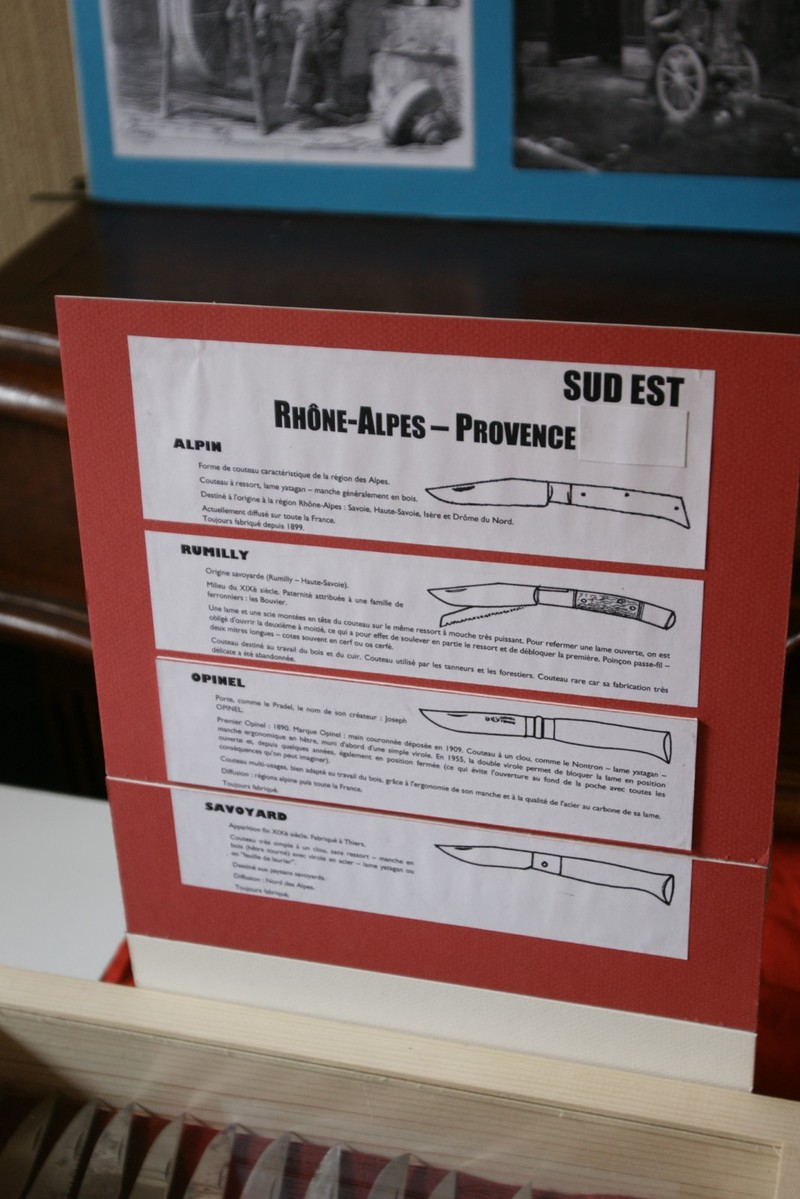 SUD EST
RHÔNE-ALPES – PROVENCE
ALPIN
Forme de couteau caractéristique de la région des Alpes.
Couteau à ressort, lame yatagan – manche généralement en bois.
Destiné à l'origine à la région Rhône-Alpes : Savoie, Haute-Savoie, Isère et Drôme du Nord.
Actuellement diffusé sur toute la France.
Toujours fabriqué depuis 1899.
RUMILLY
Origine savoyarde (Rumilly – Haute-Savoie).
Milieu du XIXè siècle. Paternité attribuée à une famille de
ferronniers : les Bouvier.
Une lame et une scie montées en tête du couteau sur le même ressort à mouche très puissant. Pour refermer une lame ouverte, on est
obligé d'ouvrir la deuxième à moitié, ce qui a pour effet de soulever en partie le ressort et de débloquer la première. Poinçon passe-fil –
deux mitres longues – cotes souvent en cerf ou os cerfé.
Couteau destiné au travail du bois et du cuir. Couteau utilisé par les tanneurs et les forestiers. Couteau rare car sa fabrication très
délicate a été abandonnée.
OPINEL
Porte, comme le Pradel, le nom de son créateur : Joseph
OPINEL.
Premier Opinel : 1890. Marque Opinel : main couronnée déposée en 1909. Couteau à un clou, comme le Nontron – lame yatagan –
manche ergonomique en hêtre, muni d'abord d'une simple virole. En 1955, la double virole permet de bloquer la lame en position
ouverte et, depuis quelques années, également en position fermée (ce qui évite l'ouverture au fond de la poche avec toutes les
conséquences qu'on peut imaginer).
Couteau multi-usages, bien adapté au travail du bois, grâce à l'ergonomie de son manche et à la qualité de l'acier au carbone de sa lame.
Diffusion : régions alpine puis toute la France.
Toujours fabriqué.
SAVOYARD
Apparition fin XIXè siècle. Fabriqué à Thiers.
Couteau très simple à un clou, sans ressort – manche en
bois (hêtre tourné) avec virole en acier – lame yatagan ou
en "feuille de laurier".
Destiné aux paysans savoyards.
Diffusion : Nord des Alpes.
Toujours fabriqué.